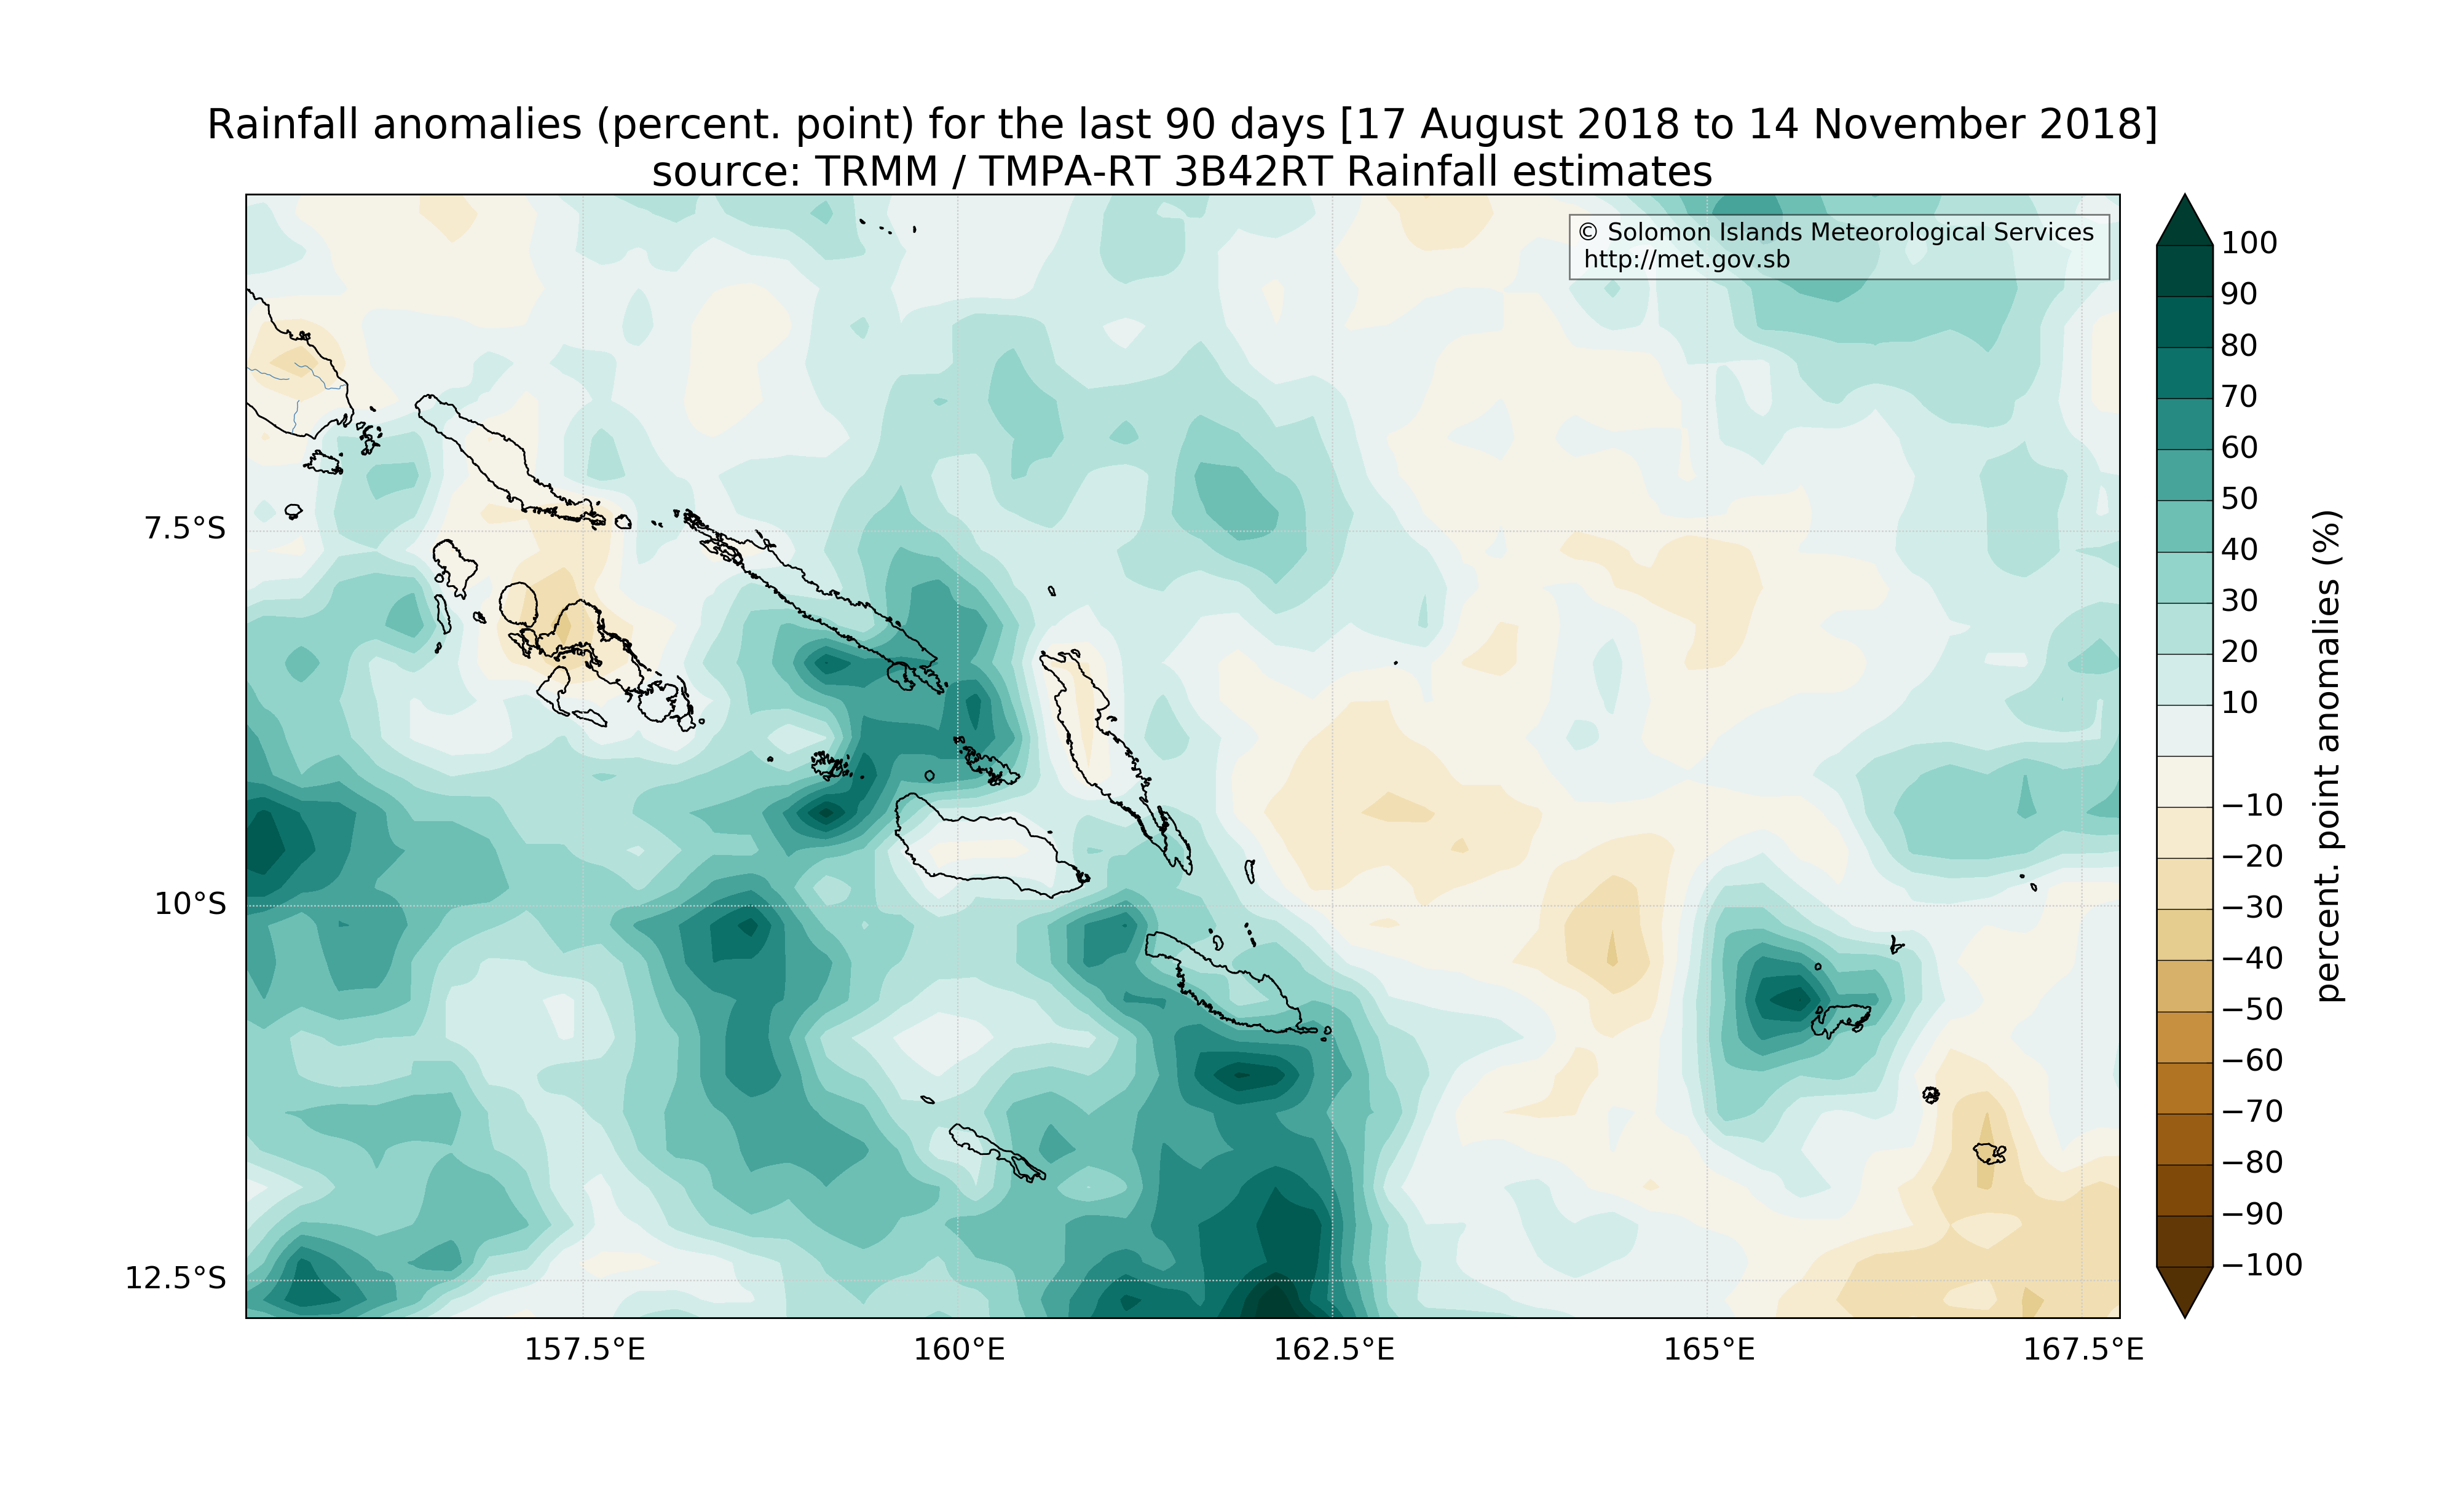 Rainfall anomalies (percent. point) for the last 90 days [17 August 2018 to 14 November 2018]
source: TRMM / TMPA-RT 3B42RT Rainfall estimates
© Solomon Islands Meteorological Services
http://met.gov.sb
7.5°S
10°S
12.5°S
157.5°E
160°E
162.5°E
165°E
167.5°E
100
90
80
70
60
50
40
30
20
10
−10
−20
−30
−40
−50
−60
−70
−80
−90
−100
percent. point anomalies (%)